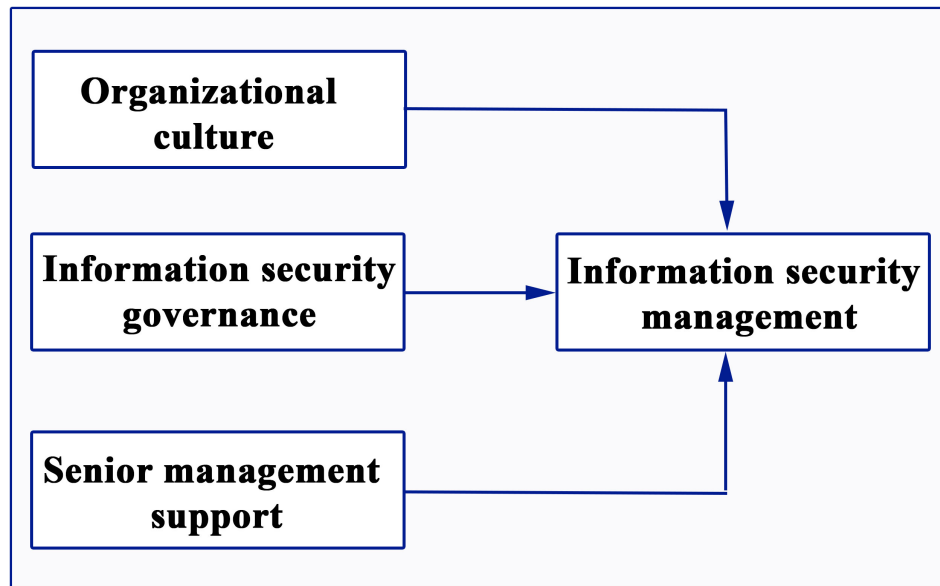 Organizational
culture
Information security
governance
Information security
management
Senior management
support